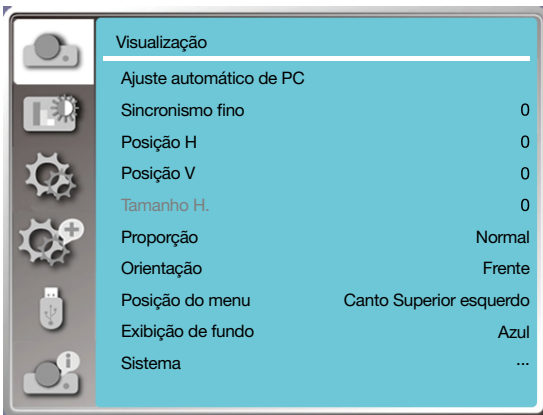 Visualização
Ajuste automático de PC
Sincronismo fino 0
Posição H 0
Posição V 0
Tamanho H. 0
Proporção Normal
Orientação Frente
Posição do menu Canto Superior esquerdo
Exibição de fundo Azul
Sistema ...